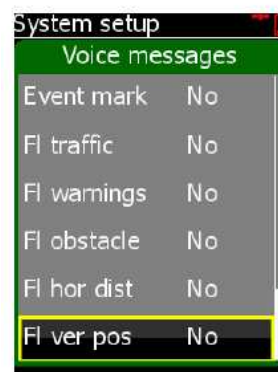 System setup
Voice messages
Event mark No
Fl traffic No
Fl warnings No
Fl obstacle No
Fl hor dist No
Fl ver pos No